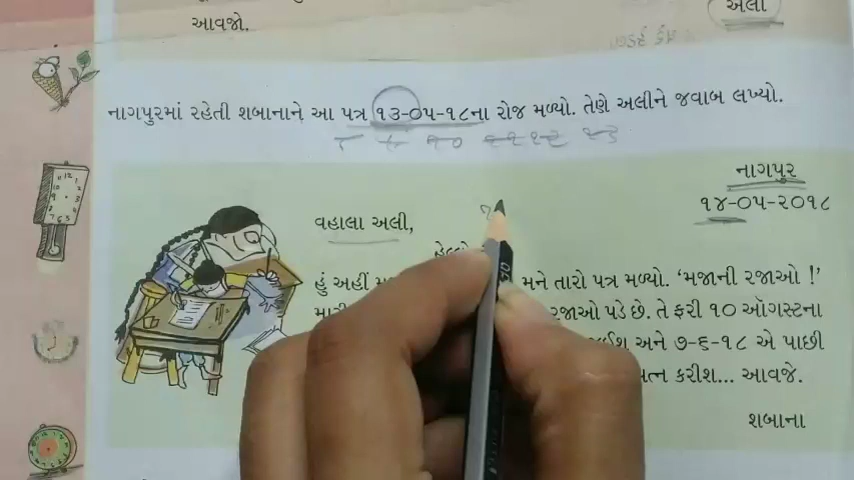 અલી
આવજો.
નાગપુરમાં રહેતી શબાનાને આ પત્ર ૧૩-૦૫-૧૮ના રોજ મળ્યો. તેણે અલીને જવાબ લખ્યો.
નાગપુર
૧૪-૦૫-૨૦૧૮
વહાલા અલી,
હું અહીં મને તારો પત્ર મળ્યો. ‘મજાની રજાઓ !’
રજાઓ પડે છે. તે ફરી ૧૦ ઑગસ્ટના
અને ૭-૬-૧૮ એ પાછી
કરીશ... આવજે.
શબાના